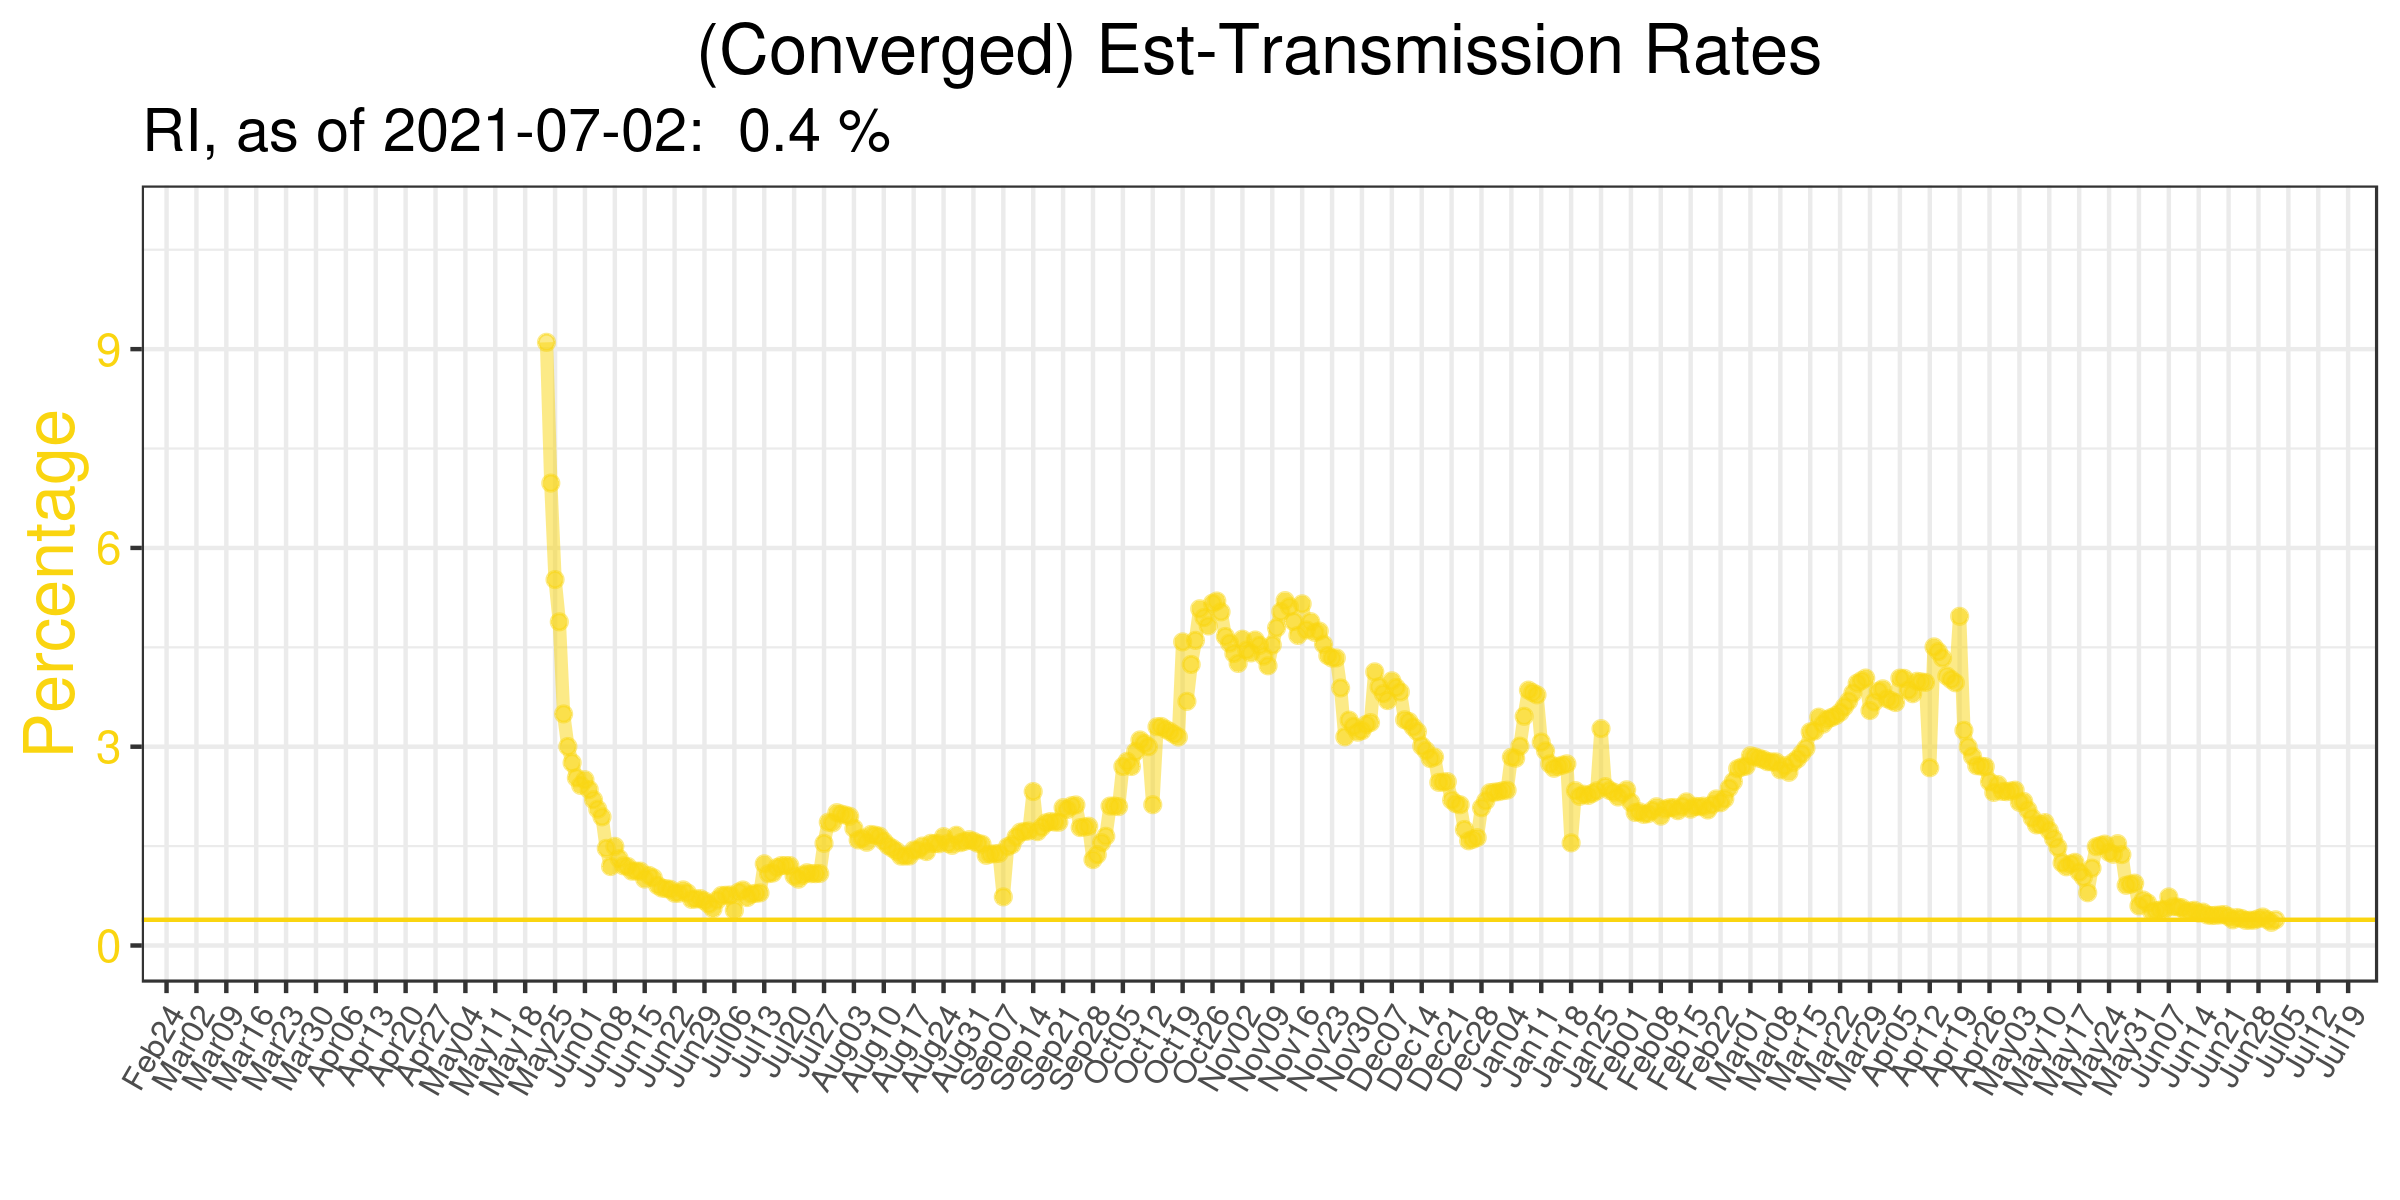 (Converged) Est-Transmission Rates
RI, as of 2021-07-02:  0.4 %
Percentage
9
6
3
0
Feb24
Mar02
Mar09
Mar16
Mar23
Mar30
Apr06
Apr13
Apr20
Apr27
May04
May11
May18
May25
Jun01
Jun08
Jun15
Jun22
Jun29
Jul06
Jul13
Jul20
Jul27
Aug03
Aug10
Aug17
Aug24
Aug31
Sep07
Sep14
Sep21
Sep28
Oct05
Oct12
Oct19
Oct26
Nov02
Nov09
Nov16
Nov23
Nov30
Dec07
Dec14
Dec21
Dec28
Jan04
Jan11
Jan18
Jan25
Feb01
Feb08
Feb15
Feb22
Mar01
Mar08
Mar15
Mar22
Mar29
Apr05
Apr12
Apr19
Apr26
May03
May10
May17
May24
May31
Jun07
Jun14
Jun21
Jun28
Jul05
Jul12
Jul19